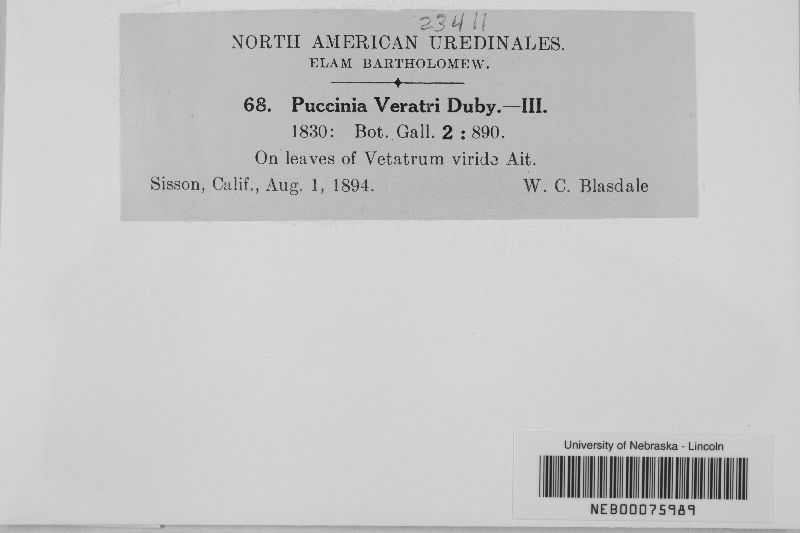 23411
NORTH AMERICAN UREDINALES.
ELAM BARTHOLOMEW.
68. Puccinia Veratri Duby.—III.
1830: Bot. Gall. 2 : 890.
On leaves of Vetatrum viride Ait.
Sisson, Calif., Aug. 1, 1894. W. C. Blasdale
University of Nebraska - Lincoln
NEB00075989